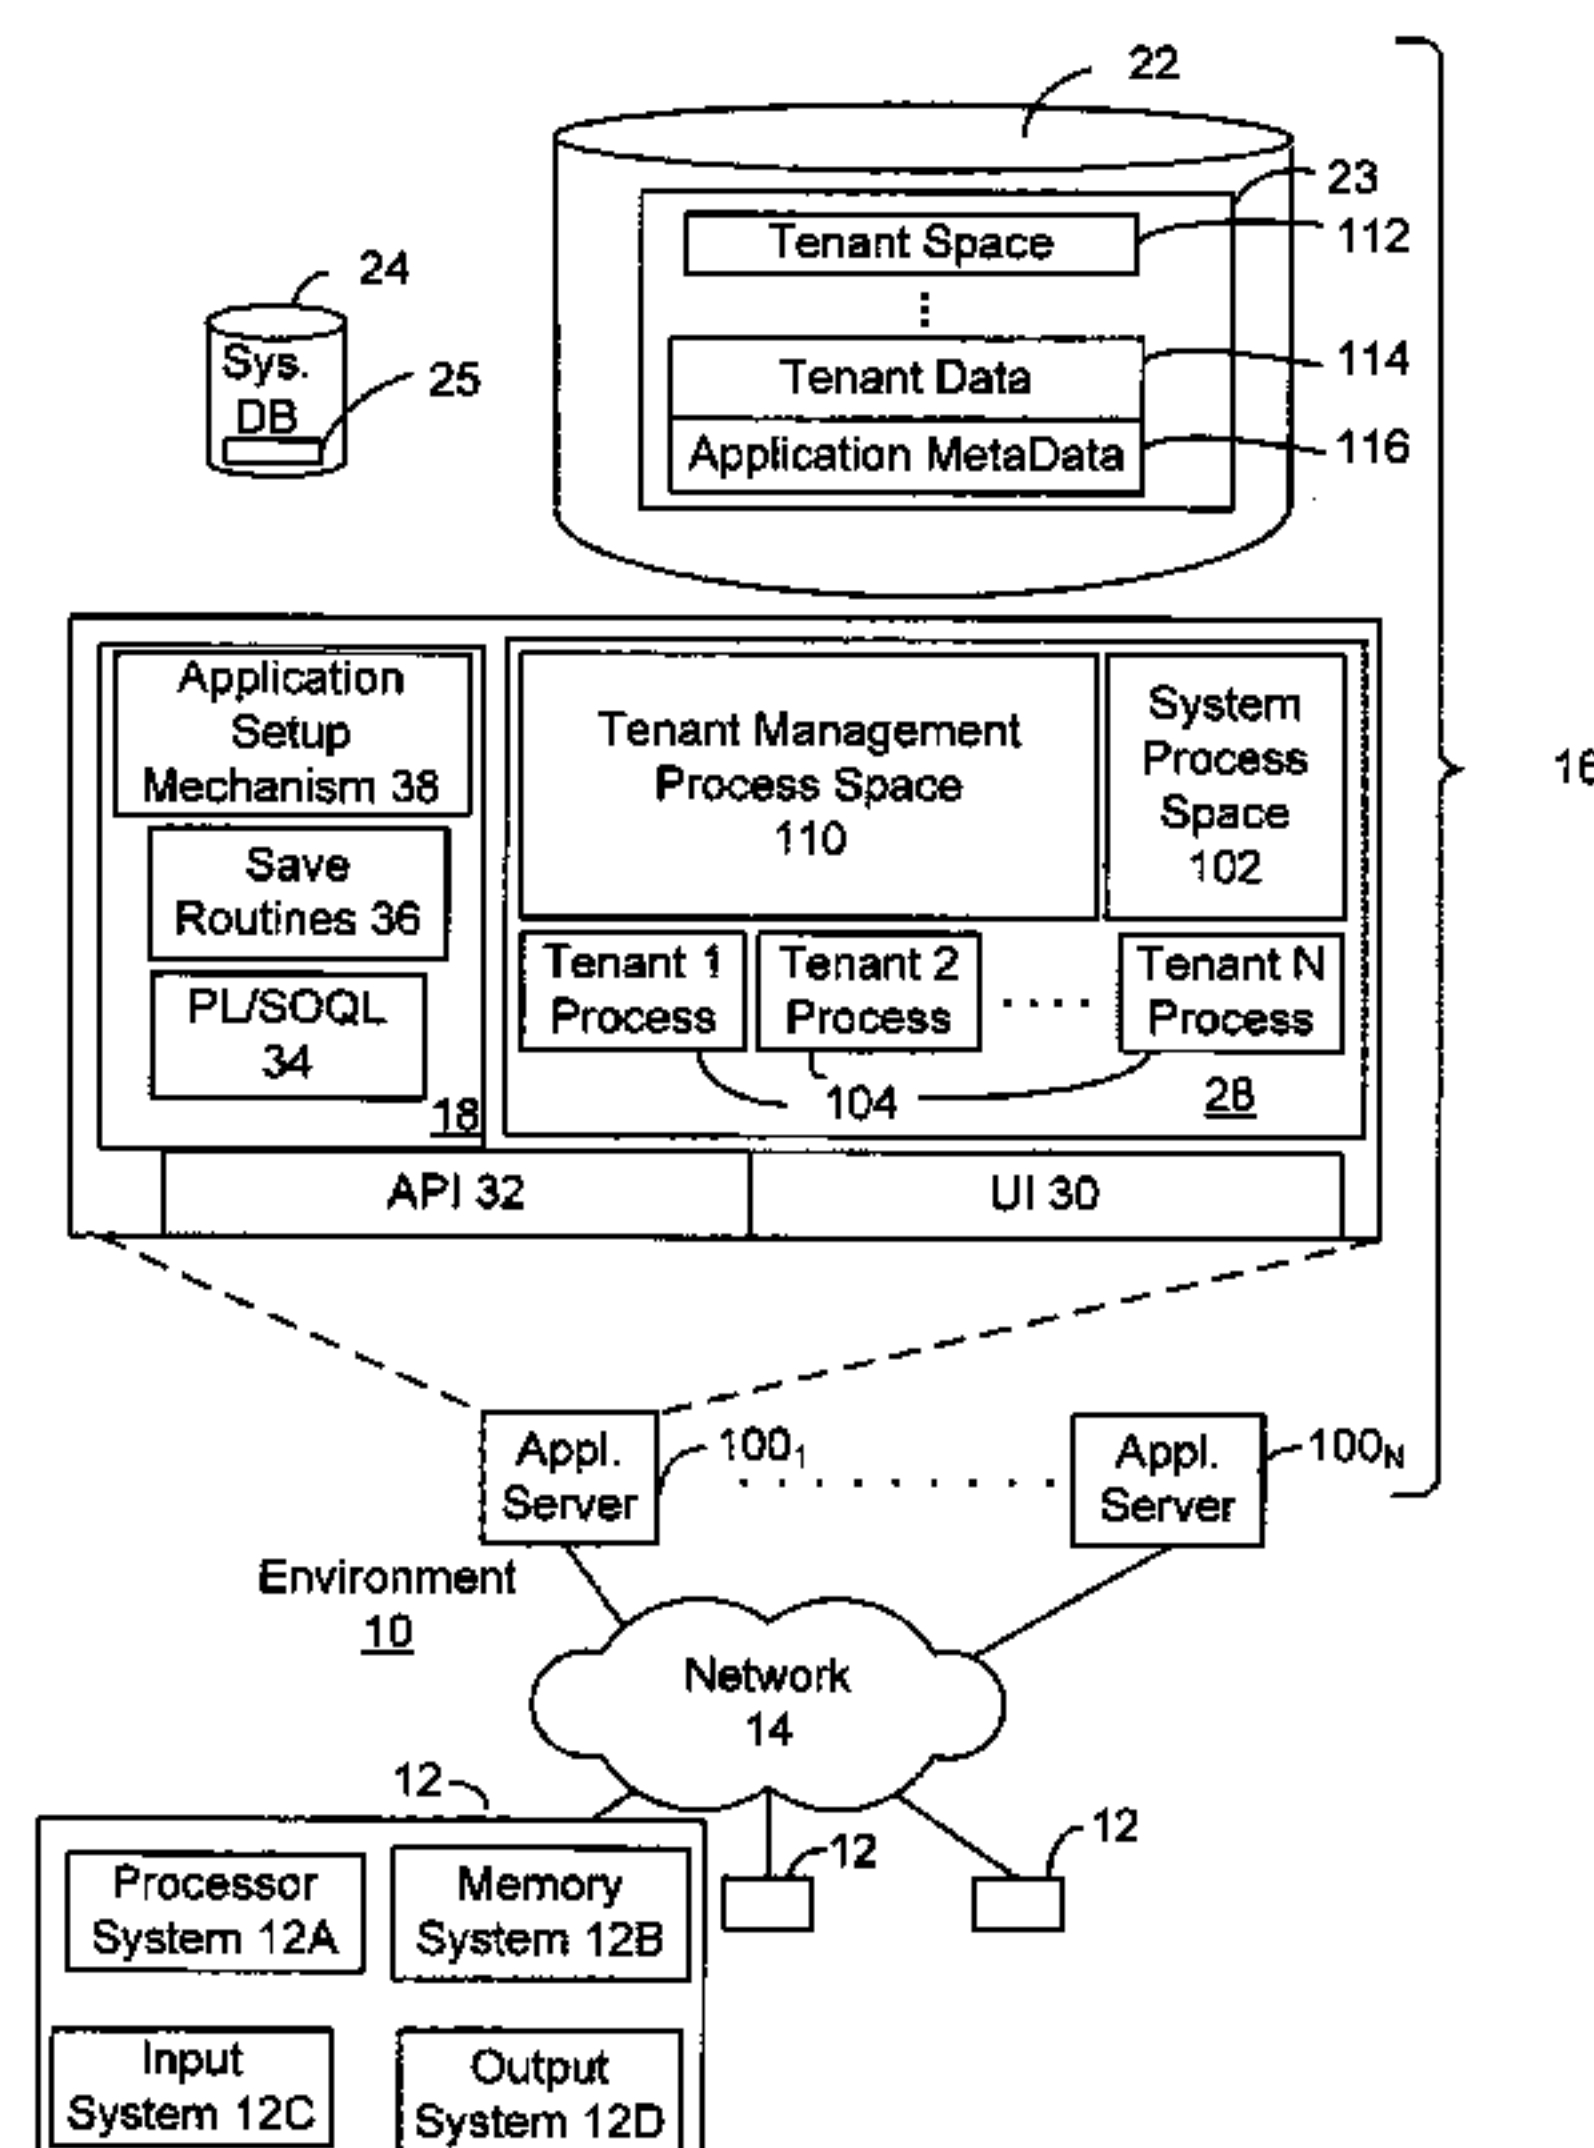 22
23
Tenant Space
112
24
Sys.
DB
25
Tenant Data
114
Application MetaData
116
Application
Setup
Mechanism 38
Tenant Management
Process Space
110
System
Process
Space
102
Save
Routines 36
PL/SOQL
34
18
Tenant 1
Process
Tenant 2
Process
Tenant N
Process
104
28
API 32
UI 30
Appl.
Server
100₁
Appl.
Server
100N
Environment
10
Network
14
12
12
12
Processor
System 12A
Memory
System 12B
Input
System 12C
Output
System 12D